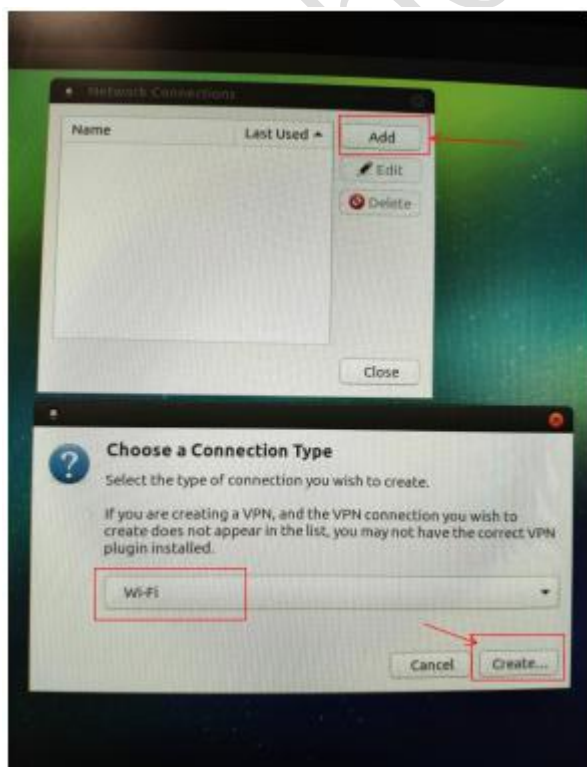 Network Connections
Name Last Used Add
Edit
Delete
Close
Choose a Connection Type
Select the type of connection you wish to create.
If you are creating a VPN, and the VPN connection you wish to
create does not appear in the list, you may not have the correct VPN
plugin installed.
Wi-Fi
Cancel Create...